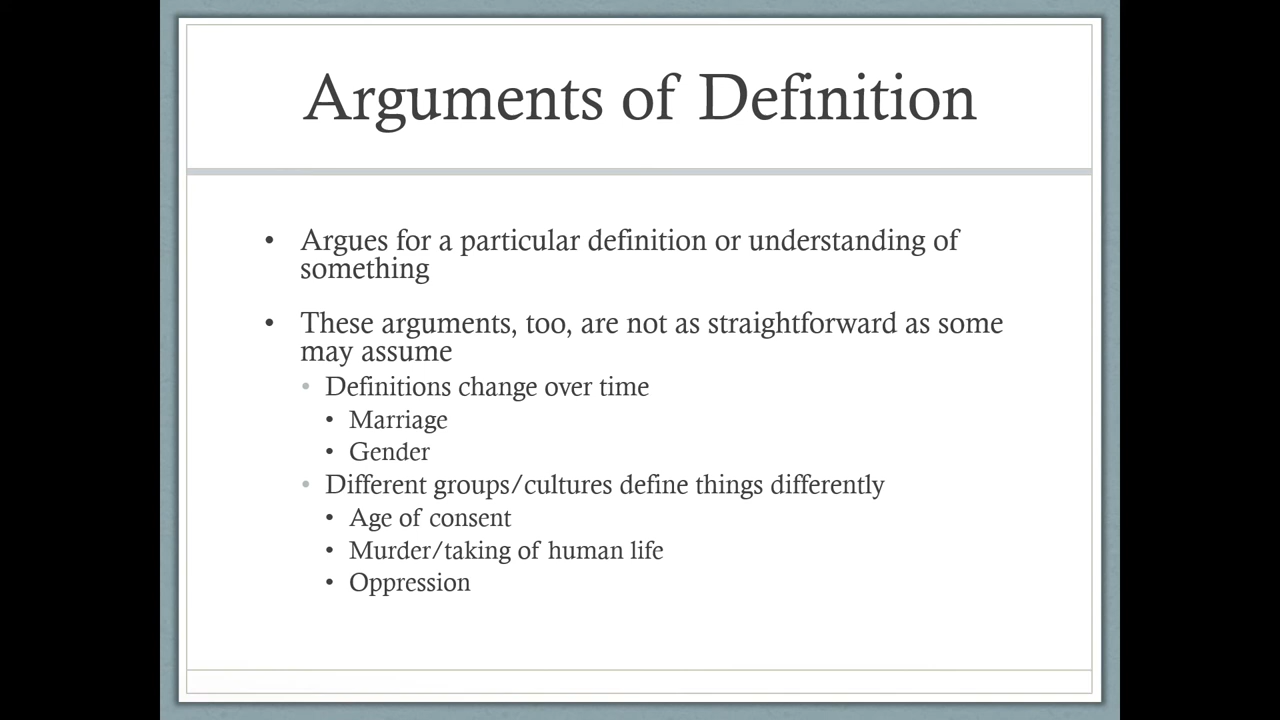 Arguments of Definition
• Argues for a particular definition or understanding of
something
• These arguments, too, are not as straightforward as some
may assume
• Definitions change over time
• Marriage
• Gender
• Different groups/cultures define things differently
• Age of consent
• Murder/taking of human life
• Oppression